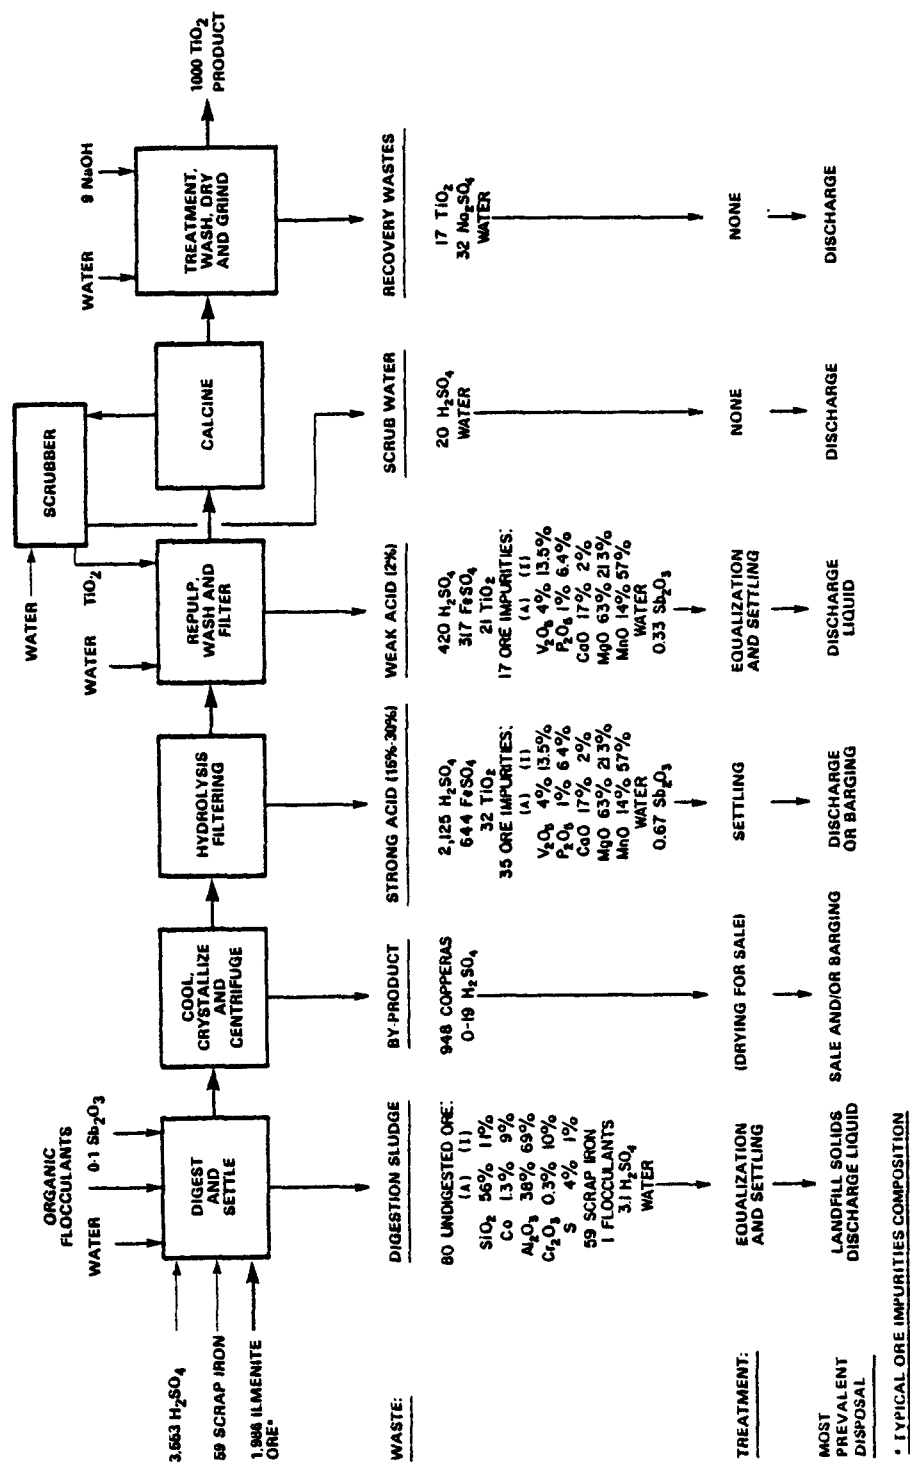 WATER
ORGANIC
FLOCCULANTS
0-1 Sb₂O₃
3,553 H₂SO₄
59 SCRAP IRON
ORE*
DIGEST
AND
SETTLE
COOL,
CRYSTALLIZE
AND
CENTRIFUGE
HYDROLYSIS
FILTERING
WATER
TiO₂
REPULP,
WASH AND
FILTER
WATER
SCRUBBER
CALCINE
WATER
9 NaOH
TREATMENT,
WASH, DRY
AND GRIND
1000 TiO₂
PRODUCT
WASTE:
DIGESTION SLUDGE
80 UNDIGESTED ORE:
(A) (I)
SiO₂ 56% 11%
Co 1.3% 9%
Al₂O₃ 38% 69%
Cr₂O₃ 0.3% 10%
S 4% 1%
59 SCRAP IRON
1 FLOCCULANTS
3.1 H₂SO₄
WATER
BY-PRODUCT
948 COPPERAS
0-19 H₂SO₄
STRONG ACID (15%-30%)
2,125 H₂SO₄
644 FeSO₄
32 TiO₂
35 ORE IMPURITIES:
(A) (I)
V₂O₅ 4% 13.5%
P₂O₅ 1% 6.4%
CaO 17% 2%
MgO 63% 21.3%
MnO 14% 57%
WATER
0.67 Sb₂O₃
WEAK ACID (2%)
420 H₂SO₄
317 FeSO₄
21 TiO₂
17 ORE IMPURITIES:
(A) (I)
V₂O₅ 4% 13.5%
P₂O₅ 1% 6.4%
CaO 17% 2%
MgO 63% 21.3%
MnO 14% 57%
WATER
0.33 Sb₂O₃
SCRUB WATER
20 H₂SO₄
WATER
RECOVERY WASTES
17 TiO₂
32 Na₂SO₄
WATER
TREATMENT:
EQUALIZATION
AND SETTLING
(DRYING FOR SALE)
SETTLING
EQUALIZATION
AND SETTLING
NONE
NONE
MOST
PREVALENT
DISPOSAL
LANDFILL SOLIDS
DISCHARGE LIQUID
SALE AND/OR BARGING
DISCHARGE
OR BARGING
DISCHARGE
LIQUID
DISCHARGE
DISCHARGE
* TYPICAL ORE IMPURITIES COMPOSITION